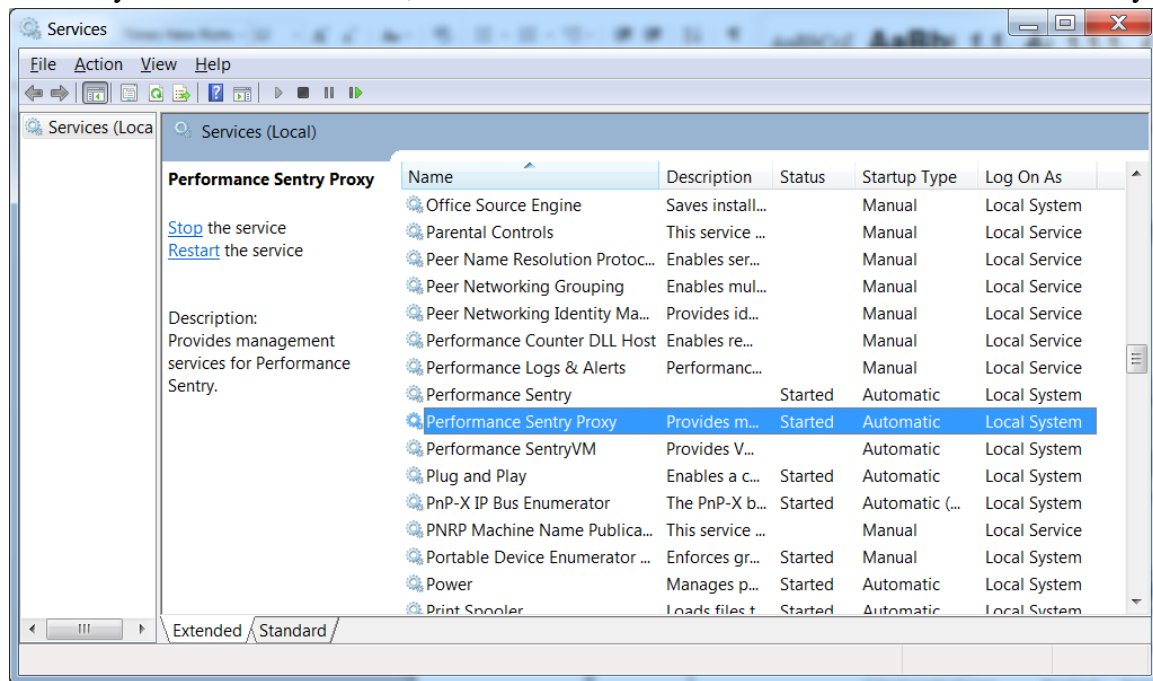 Services
File Action View Help
Services (Loca
Services (Local)
Performance Sentry Proxy
Stop the service
Restart the service
Description:
Provides management
services for Performance
Sentry.
Name Description Status Startup Type Log On As
Office Source Engine Saves install... Manual Local System
Parental Controls This service ... Manual Local Service
Peer Name Resolution Protoc... Enables ser... Manual Local Service
Peer Networking Grouping Enables mul... Manual Local Service
Peer Networking Identity Ma... Provides id... Manual Local Service
Performance Counter DLL Host Enables re... Manual Local Service
Performance Logs & Alerts Performanc... Manual Local Service
Performance Sentry Started Automatic Local System
Performance Sentry Proxy Provides m... Started Automatic Local System
Performance SentryVM Provides V... Automatic Local System
Plug and Play Enables a c... Started Automatic Local System
PnP-X IP Bus Enumerator The PnP-X b... Started Automatic (... Local System
PNRP Machine Name Publica... This service ... Manual Local Service
Portable Device Enumerator ... Enforces gr... Started Manual Local System
Power Manages p... Started Automatic Local System
Print Spooler Loads files t... Started Automatic Local System
Extended Standard